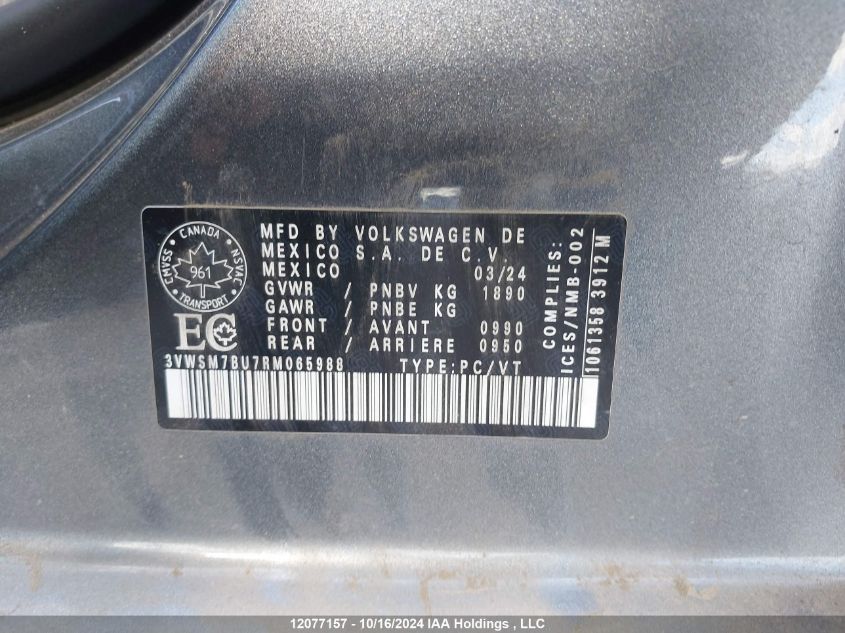 CANADA
CMVSS
NSVAC
961
TRANSPORT
EC
MFD BY VOLKSWAGEN DE
MEXICO S.A. DE C.V.
MEXICO 03/24
GVWR / PNBV KG 1890
GAWR / PNBE KG
FRONT / AVANT 0990
REAR / ARRIERE 0950
3VWSM7BU7RM065988 TYPE:PC/VT
COMPLIES:
ICES/NMB-002
1061358 3912 M
12077157 - 10/16/2024 IAA Holdings , LLC